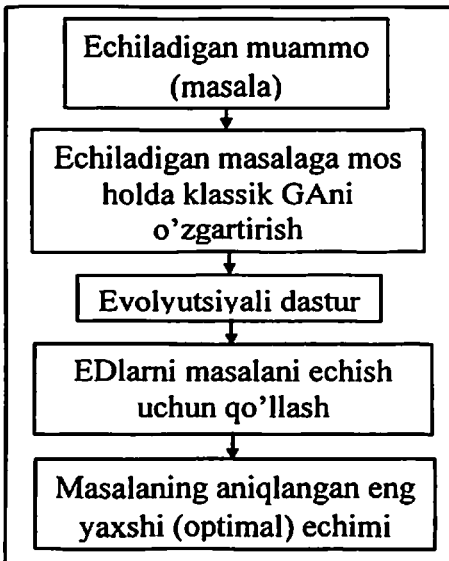 Echiladigan muammo
(masala)
Echiladigan masalaga mos
holda klassik GAni
o'zgartirish
Evolyutsiyali dastur
EDlarni masalani echish
uchun qo'llash
Masalaning aniqlangan eng
yaxshi (optimal) echimi